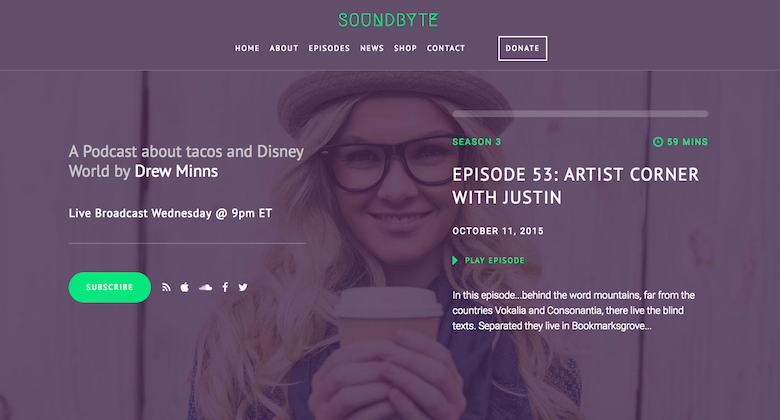 SOUNDBYTE
HOME ABOUT EPISODES NEWS SHOP CONTACT DONATE
A Podcast about tacos and Disney
World by Drew Minns
Live Broadcast Wednesday @ 9pm ET
SUBSCRIBE
SEASON 3 59 MINS
EPISODE 53: ARTIST CORNER
WITH JUSTIN
OCTOBER 11, 2015
PLAY EPISODE
In this episode...behind the word mountains, far from the
countries Vokalia and Consonantia, there live the blind
texts. Separated they live in Bookmarksgrove...